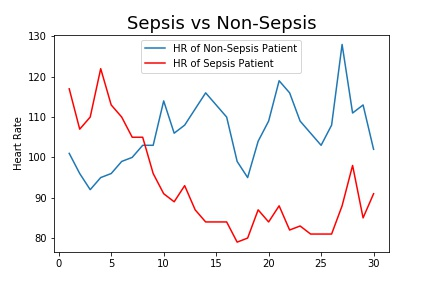 Sepsis vs Non-Sepsis
HR of Non-Sepsis Patient
HR of Sepsis Patient
Heart Rate
130
120
110
100
90
80
0 5 10 15 20 25 30